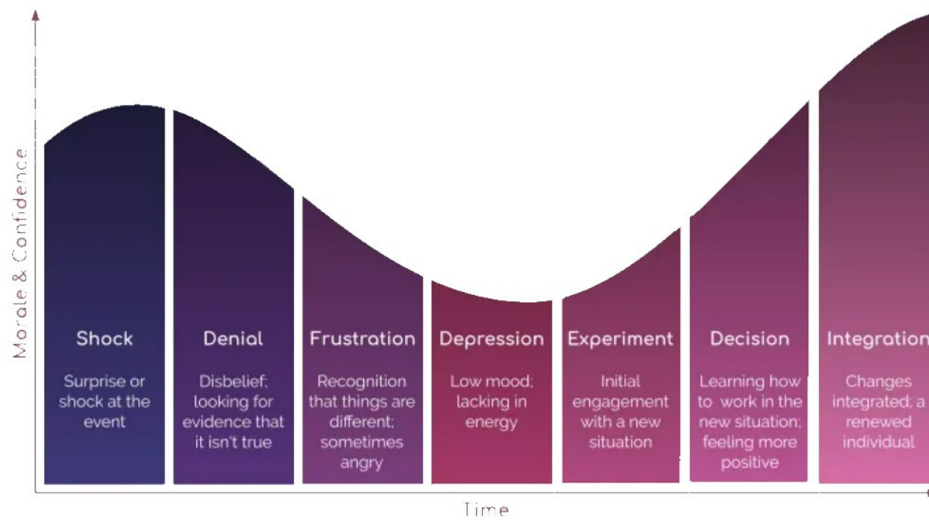 Morale & Confidence
Shock
Surprise or
shock at the
event
Denial
Disbelief;
looking for
evidence that
it isn't true
Frustration
Recognition
that things are
different;
sometimes
angry
Depression
Low mood;
lacking in
energy
Experiment
Initial
engagement
with a new
situation
Decision
Learning how
to work in the
new situation;
feeling more
positive
Integration
Changes
integrated; a
renewed
individual
Time